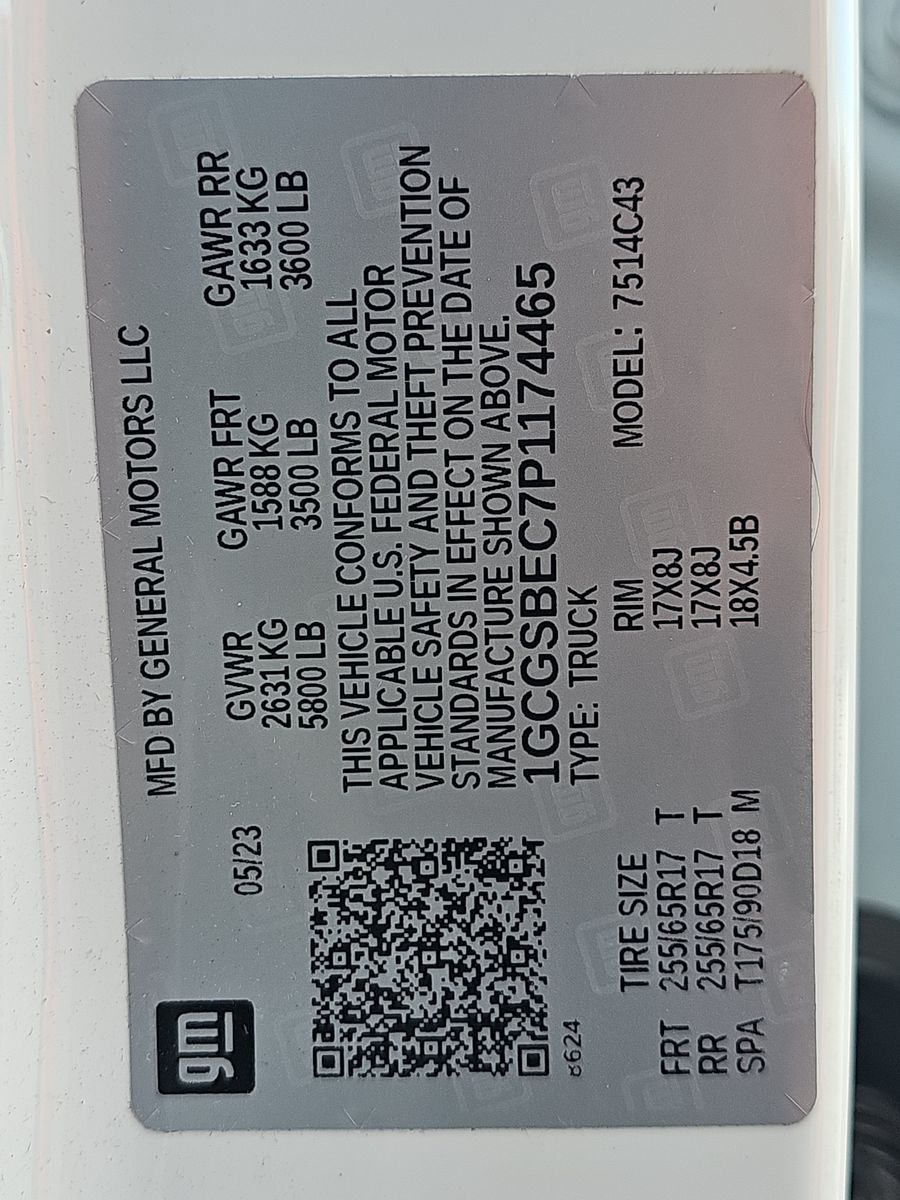 gm
MFD BY GENERAL MOTORS LLC
05/23
GVWR GAWR FRT GAWR RR
2631 KG 1588 KG 1633 KG
5800 LB 3500 LB 3600 LB
THIS VEHICLE CONFORMS TO ALL
APPLICABLE U.S. FEDERAL MOTOR
VEHICLE SAFETY AND THEFT PREVENTION
STANDARDS IN EFFECT ON THE DATE OF
MANUFACTURE SHOWN ABOVE.
1GCGSBEC7P1174465
TYPE: TRUCK
8624
TIRE SIZE RIM MODEL: 7514C43
FRT 255/65R17 T 17X8J
RR 255/65R17 T 17X8J
SPA T175/90D18 M 18X4.5B